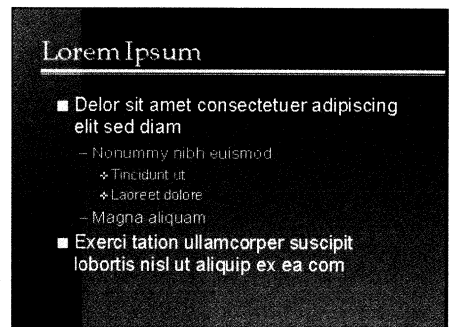 Lorem Ipsum
Delor sit amet consectetuer adipiscing
elit sed diam
– Nonummy nibh euismod
Tincidunt ut
Laoreet dolore
– Magna aliquam
Exerci tation ullamcorper suscipit
lobortis nisl ut aliquip ex ea com